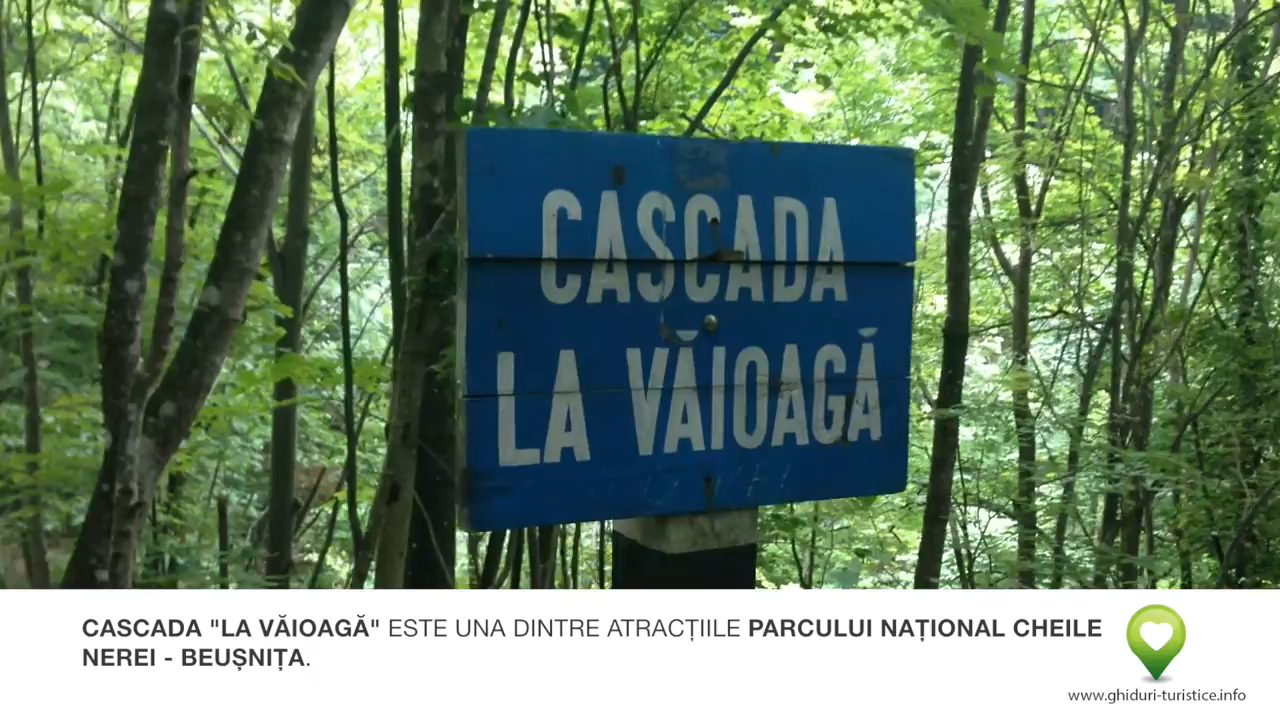 CASCADA
LA VĂIOAGĂ
CASCADA "LA VĂIOAGĂ" ESTE UNA DINTRE ATRACȚIILE PARCULUI NAȚIONAL CHEILE
NEREI - BEUȘNIȚA.
www.ghiduri-turistice.info